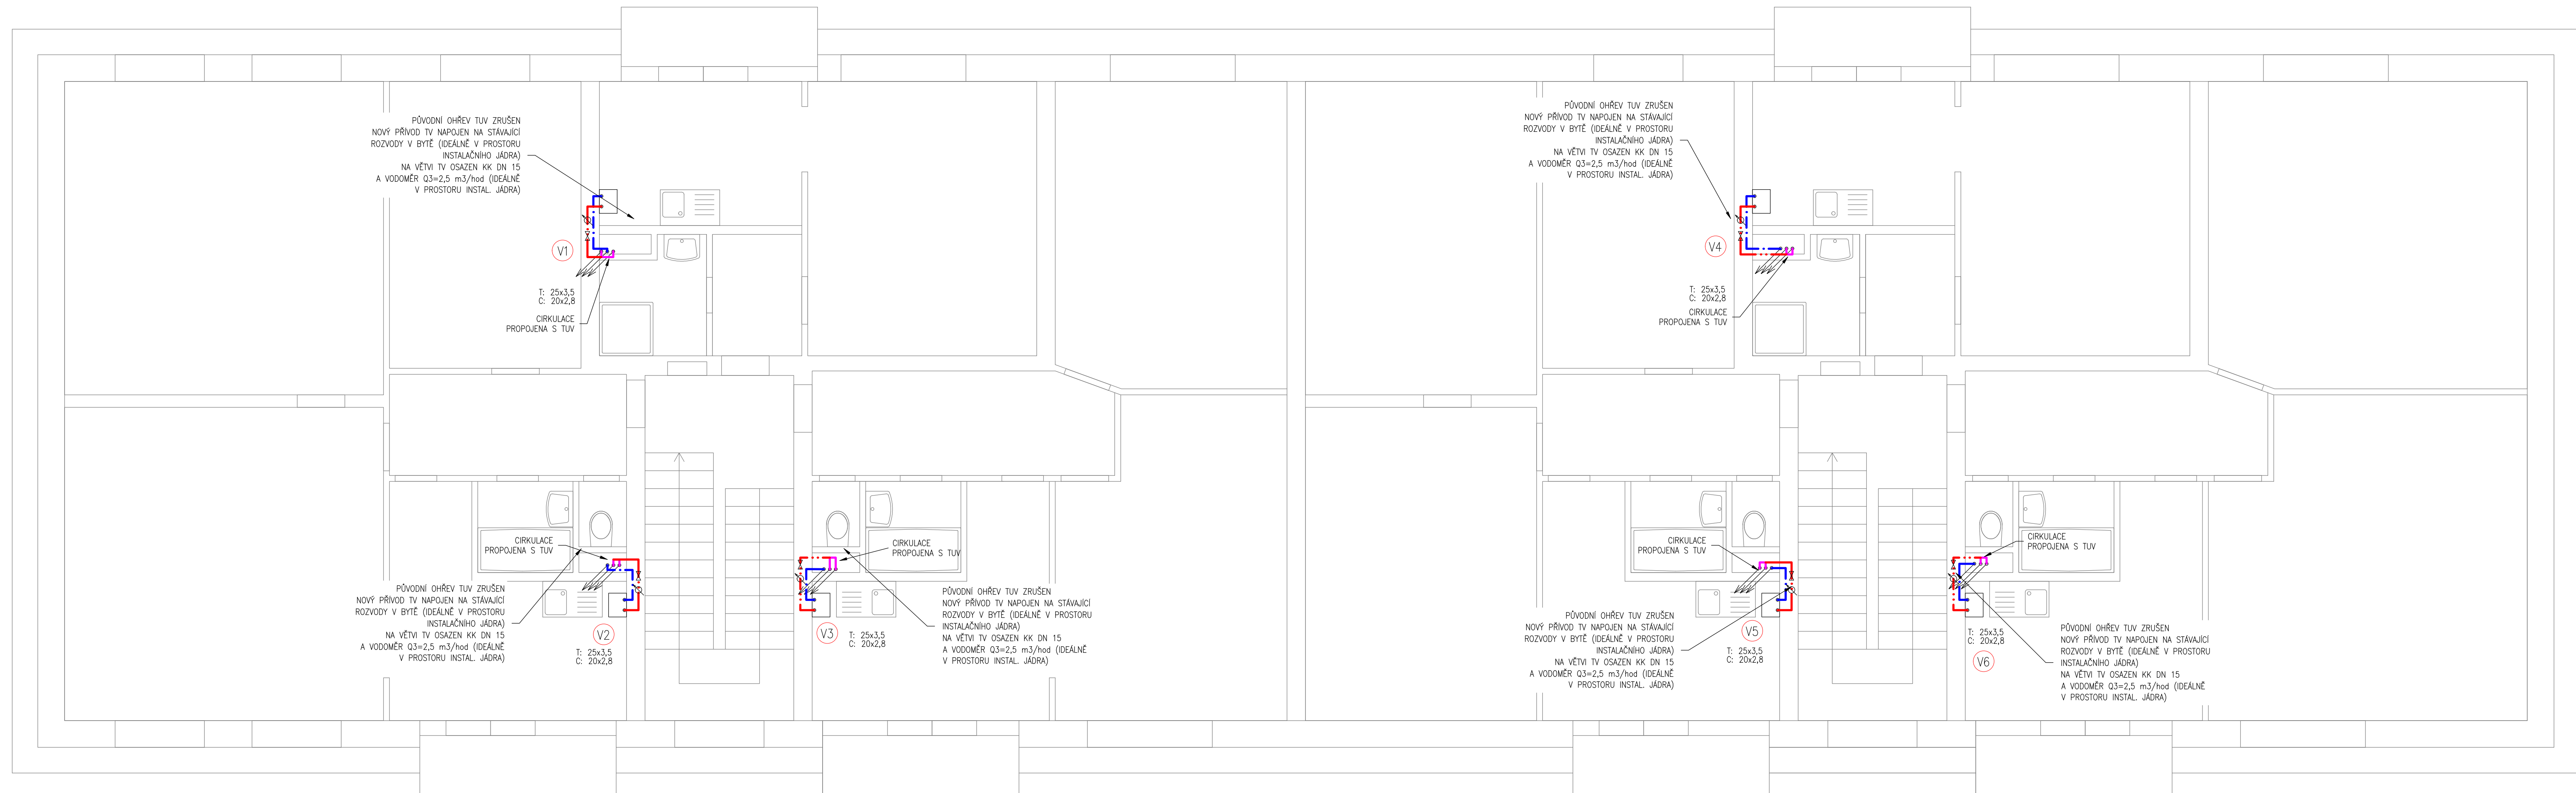 PŮVODNÍ OHŘEV TUV ZRUŠEN
NOVÝ PŘÍVOD TV NAPOJEN NA STÁVAJÍCÍ
ROZVODY V BYTĚ (IDEÁLNĚ V PROSTORU
INSTALAČNÍHO JÁDRA)
NA VĚTVI TV OSAZEN KK DN 15
A VODOMĚR Q3=2,5 m3/hod (IDEÁLNĚ
V PROSTORU INSTAL. JÁDRA)
V1
T: 25x3,5
C: 20x2,8
CIRKULACE
PROPOJENA S TUV
PŮVODNÍ OHŘEV TUV ZRUŠEN
NOVÝ PŘÍVOD TV NAPOJEN NA STÁVAJÍCÍ
ROZVODY V BYTĚ (IDEÁLNĚ V PROSTORU
INSTALAČNÍHO JÁDRA)
NA VĚTVI TV OSAZEN KK DN 15
A VODOMĚR Q3=2,5 m3/hod (IDEÁLNĚ
V PROSTORU INSTAL. JÁDRA)
V4
T: 25x3,5
C: 20x2,8
CIRKULACE
PROPOJENA S TUV
CIRKULACE
PROPOJENA S TUV
PŮVODNÍ OHŘEV TUV ZRUŠEN
NOVÝ PŘÍVOD TV NAPOJEN NA STÁVAJÍCÍ
ROZVODY V BYTĚ (IDEÁLNĚ V PROSTORU
INSTALAČNÍHO JÁDRA)
NA VĚTVI TV OSAZEN KK DN 15
A VODOMĚR Q3=2,5 m3/hod (IDEÁLNĚ
V PROSTORU INSTAL. JÁDRA)
V2
T: 25x3,5
C: 20x2,8
CIRKULACE
PROPOJENA S TUV
V3
T: 25x3,5
C: 20x2,8
PŮVODNÍ OHŘEV TUV ZRUŠEN
NOVÝ PŘÍVOD TV NAPOJEN NA STÁVAJÍCÍ
ROZVODY V BYTĚ (IDEÁLNĚ V PROSTORU
INSTALAČNÍHO JÁDRA)
NA VĚTVI TV OSAZEN KK DN 15
A VODOMĚR Q3=2,5 m3/hod (IDEÁLNĚ
V PROSTORU INSTAL. JÁDRA)
CIRKULACE
PROPOJENA S TUV
PŮVODNÍ OHŘEV TUV ZRUŠEN
NOVÝ PŘÍVOD TV NAPOJEN NA STÁVAJÍCÍ
ROZVODY V BYTĚ (IDEÁLNĚ V PROSTORU
INSTALAČNÍHO JÁDRA)
NA VĚTVI TV OSAZEN KK DN 15
A VODOMĚR Q3=2,5 m3/hod (IDEÁLNĚ
V PROSTORU INSTAL. JÁDRA)
V5
T: 25x3,5
C: 20x2,8
CIRKULACE
PROPOJENA S TUV
T: 25x3,5
C: 20x2,8
V6
PŮVODNÍ OHŘEV TUV ZRUŠEN
NOVÝ PŘÍVOD TV NAPOJEN NA STÁVAJÍCÍ
ROZVODY V BYTĚ (IDEÁLNĚ V PROSTORU
INSTALAČNÍHO JÁDRA)
NA VĚTVI TV OSAZEN KK DN 15
A VODOMĚR Q3=2,5 m3/hod (IDEÁLNĚ
V PROSTORU INSTAL. JÁDRA)